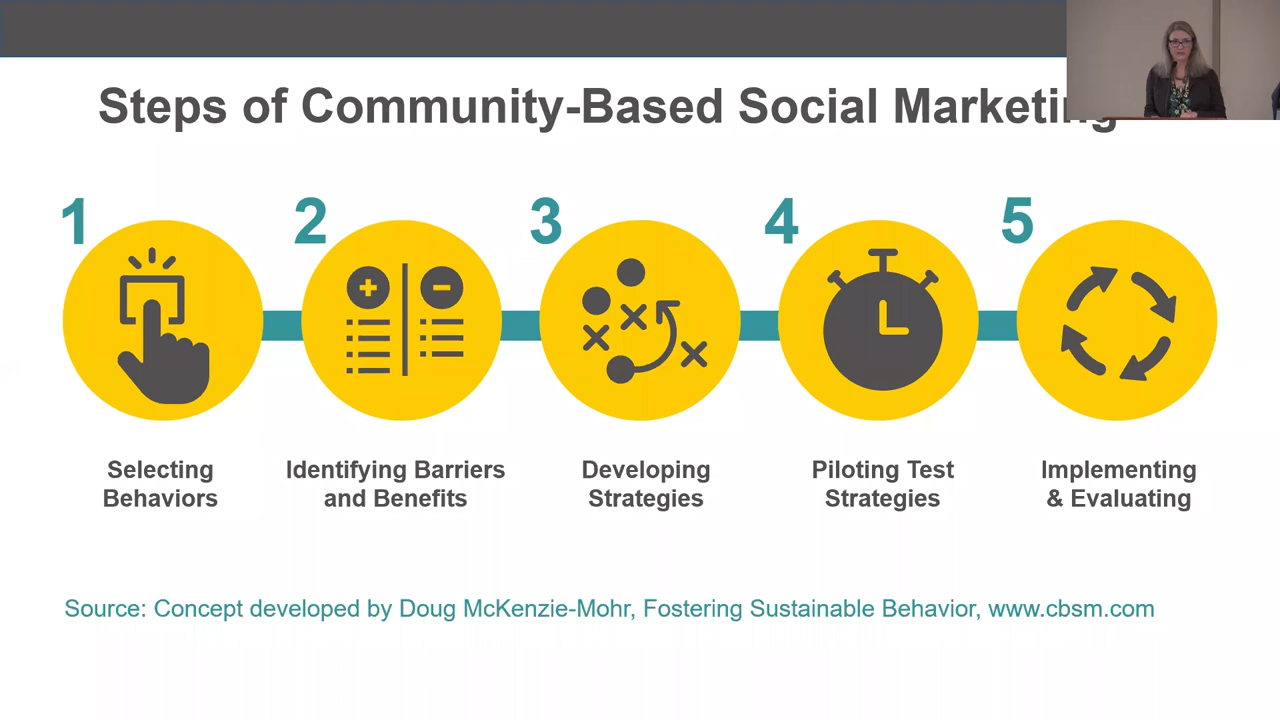 Steps of Community-Based Social Marketing
1
2
3
4
5
Selecting
Behaviors
Identifying Barriers
and Benefits
Developing
Strategies
Piloting Test
Strategies
Implementing
& Evaluating
Source: Concept developed by Doug McKenzie-Mohr, Fostering Sustainable Behavior, www.cbsm.com